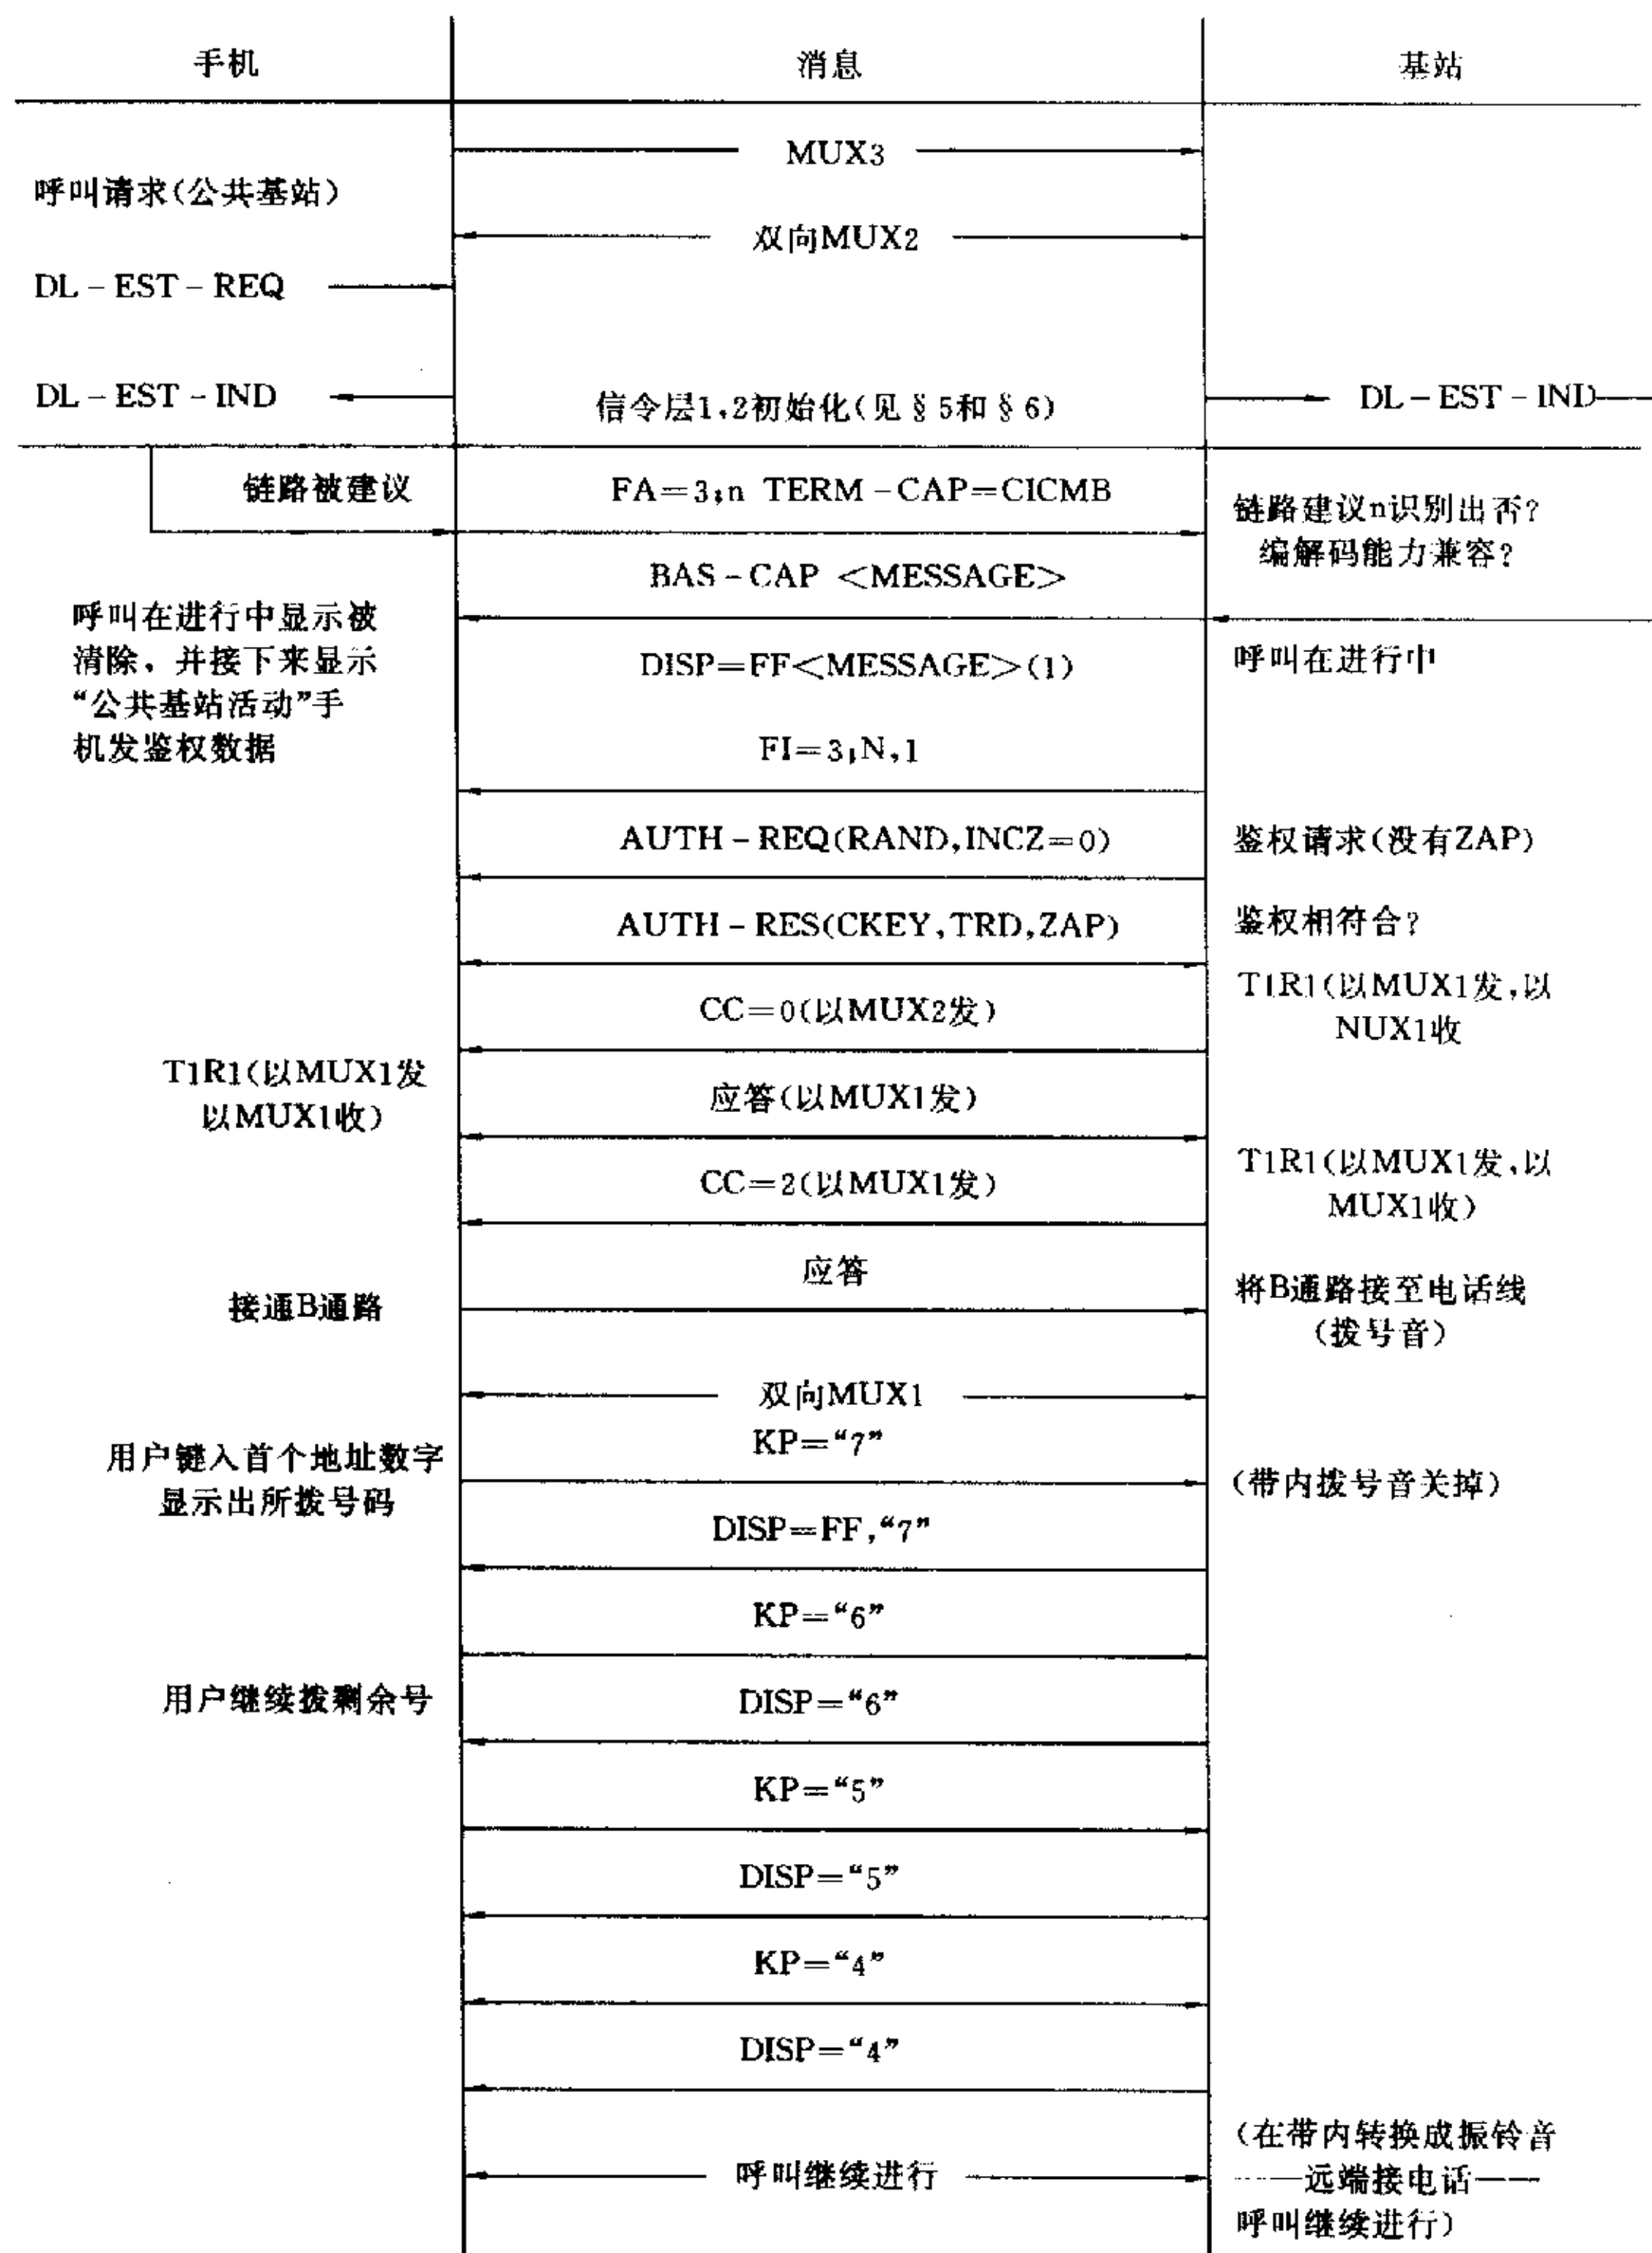 手机
消息
基站
MUX3
呼叫请求(公共基站)
双向MUX2
DL-EST-REQ
DL-EST-IND
信令层1,2初始化(见§5和§6)
DL-EST-IND
链路被建议
FA=3;n TERM-CAP=CICMB
链路建议n识别出否?
编解码能力兼容?
BAS-CAP <MESSAGE>
呼叫在进行中显示被
清除，并接下来显示
“公共基站活动”手
机发鉴权数据
DISP=FF<MESSAGE>(1)
呼叫在进行中
FI=3;N,1
AUTH-REQ(RAND,INCZ=0)
鉴权请求(没有ZAP)
AUTH-RES(CKEY,TRD,ZAP)
鉴权相符合?
CC=0(以MUX2发)
T1R1(以MUX1发,以
NUX1收
T1R1(以MUX1发
以MUX1收)
应答(以MUX1发)
CC=2(以MUX1发)
T1R1(以MUX1发,以
MUX1收)
应答
接通B通路
将B通路接至电话线
(拨号音)
双向MUX1
用户键入首个地址数字
显示出所拨号码
KP=“7”
(带内拨号音关掉)
DISP=FF,“7”
KP=“6”
用户继续拨剩余号
DISP=“6”
KP=“5”
DISP=“5”
KP=“4”
DISP=“4”
呼叫继续进行
(在带内转换成振铃音
——远端接电话——
呼叫继续进行)